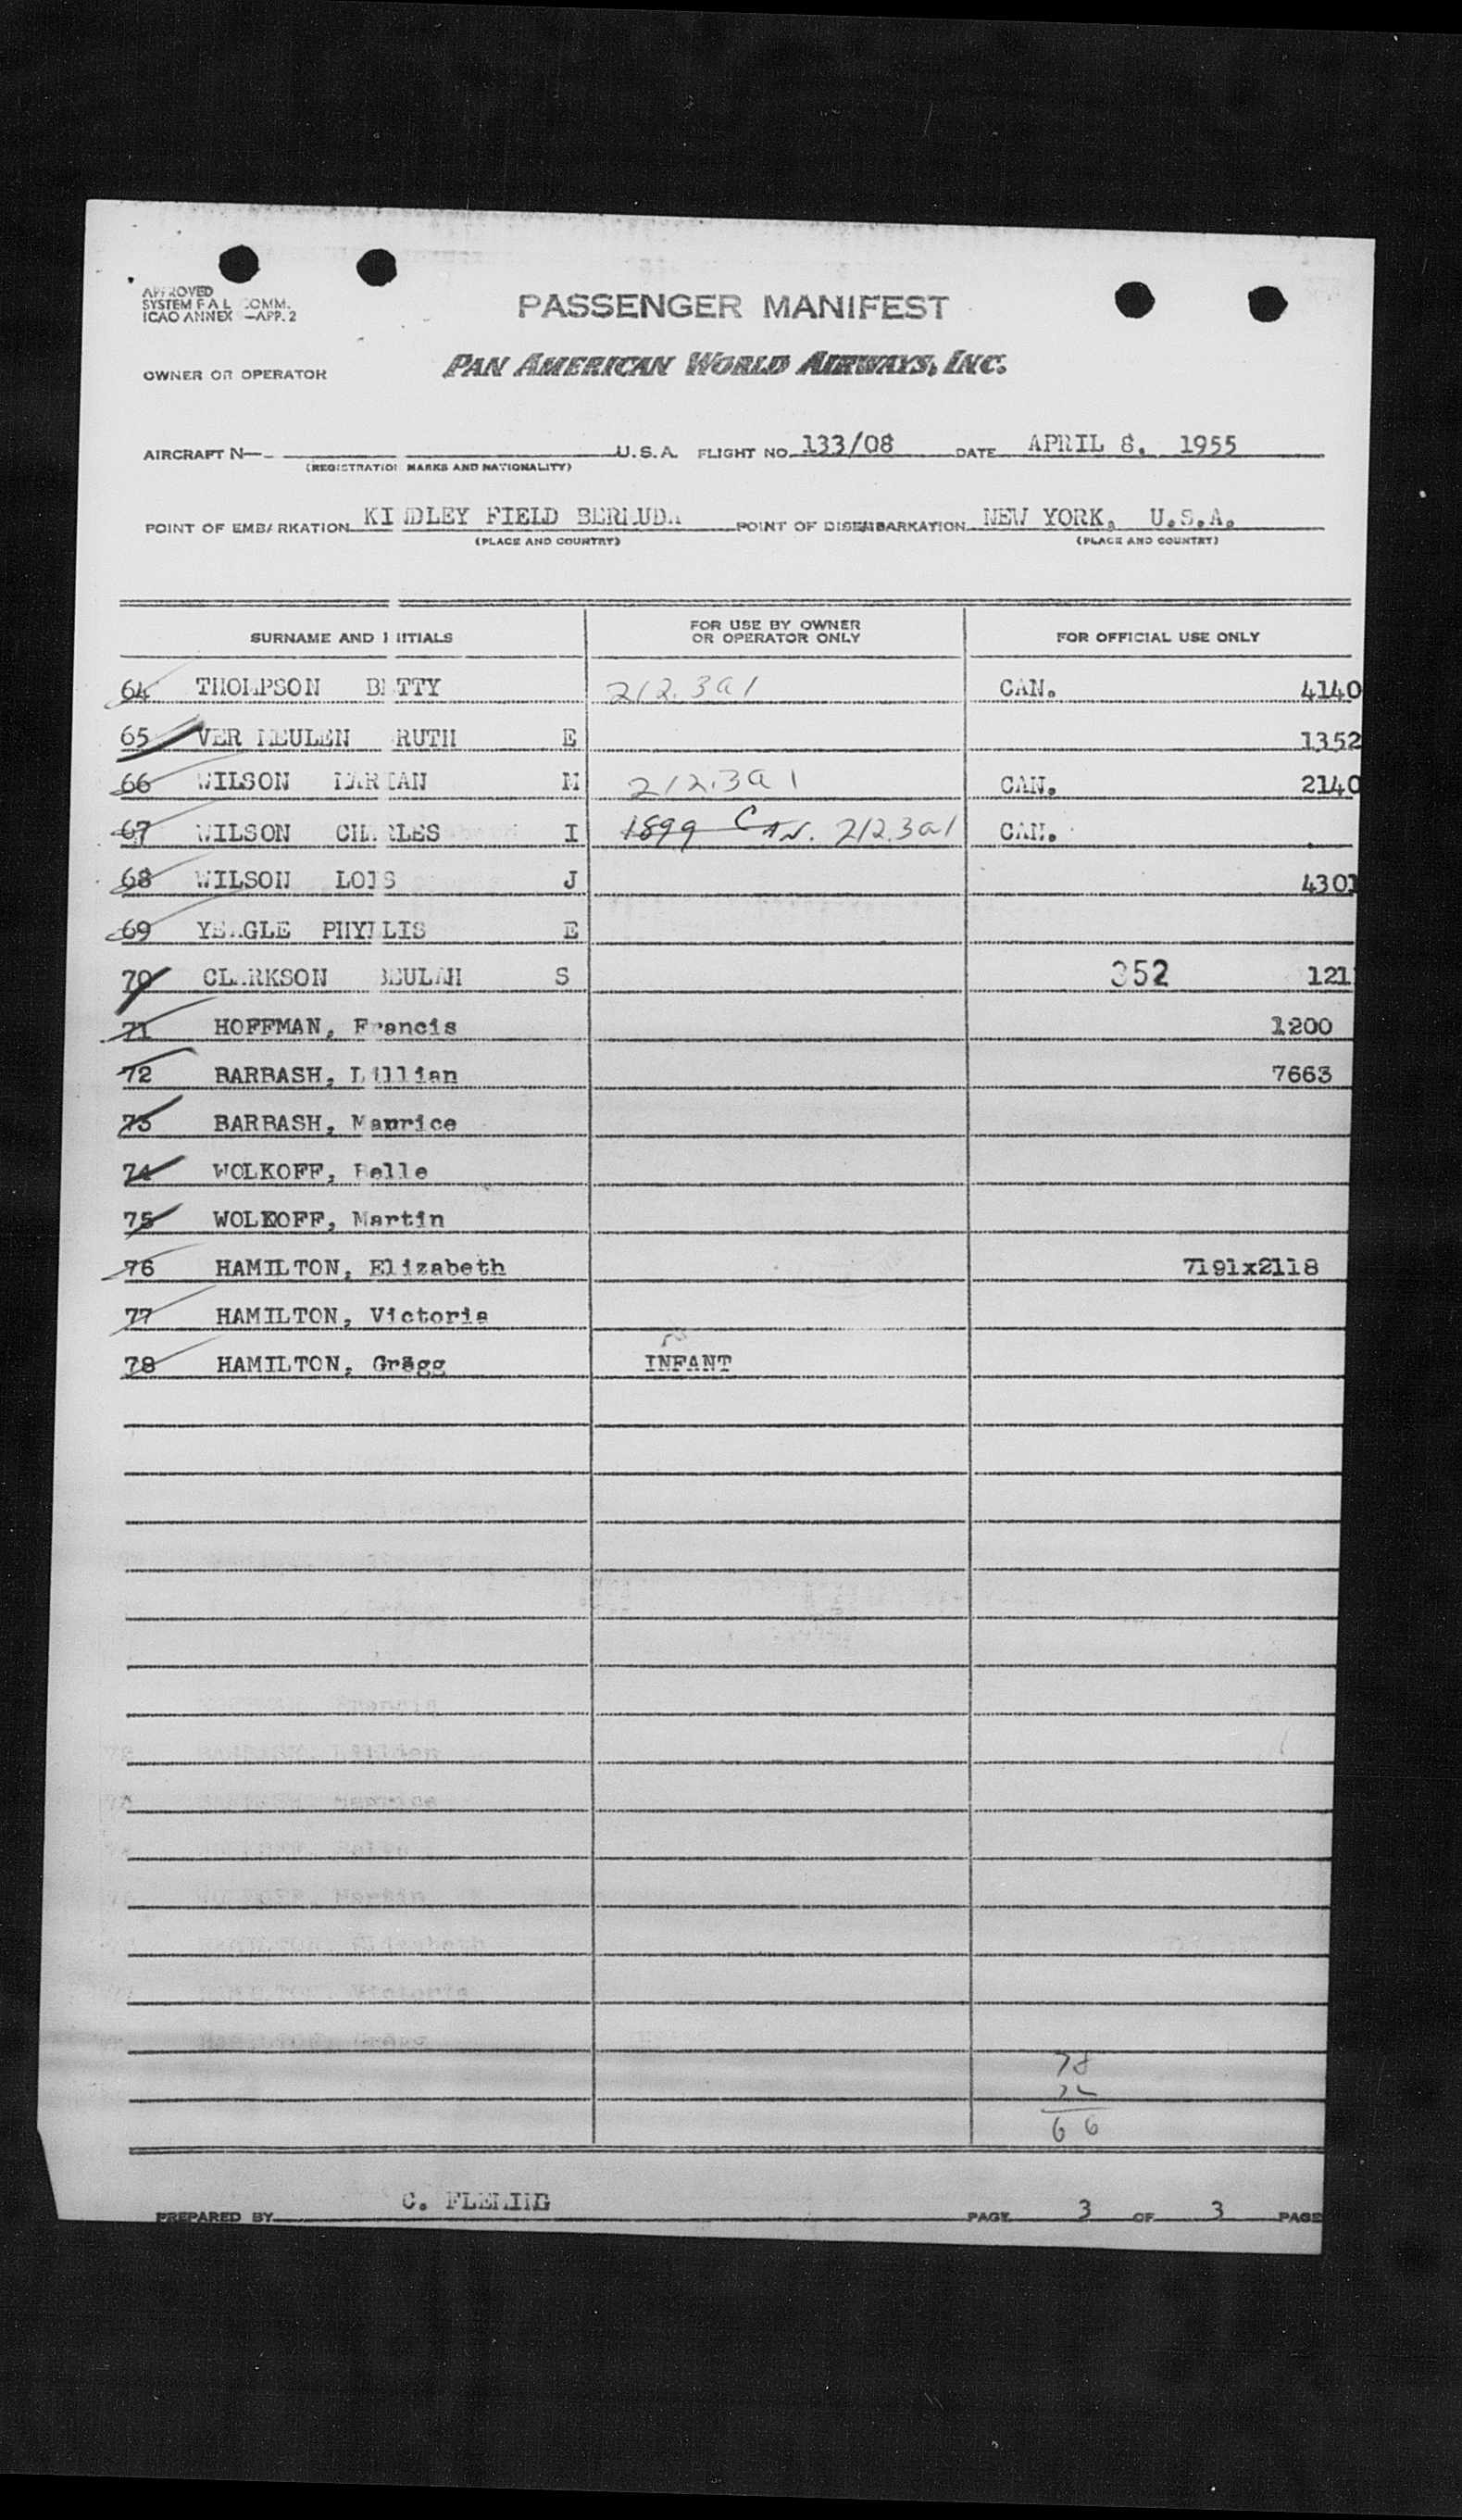 APPROVED
SYSTEM F A L COMM.
ICAO ANNEX —APP. 2
PASSENGER MANIFEST
OWNER OR OPERATOR PAN AMERICAN WORLD AIRWAYS, INC.
AIRCRAFT N— U.S.A. FLIGHT NO. 133/08 DATE APRIL 8, 1955
(REGISTRATION MARKS AND NATIONALITY)
POINT OF EMBARKATION KINDLEY FIELD BERMUDA POINT OF DISEMBARKATION NEW YORK, U.S.A.
(PLACE AND COUNTRY) (PLACE AND COUNTRY)
SURNAME AND INITIALS FOR USE BY OWNER OR OPERATOR ONLY FOR OFFICIAL USE ONLY
64 THOMPSON BETTY 212.3a1 CAN. 4140
65 VER MEULEN RUTH E 1352
66 WILSON MARIAN M 212.3a1 CAN. 2140
67 WILSON CHARLES I 1899 CAN. 212.3a1 CAN.
68 WILSON LOIS J 4301
69 YEAGLE PHYLLIS E
70 CLARKSON BEULAH S 352 121
71 HOFFMAN, Francis 1200
72 BARBASH, Lillian 7663
73 BARBASH, Maurice
74 WOLKOFF, Belle
75 WOLKOFF, Martin
76 HAMILTON, Elizabeth 7191x2118
77 HAMILTON, Victoria
78 HAMILTON, Gregg INFANT
78
66
PREPARED BY C. FLEMING PAGE 3 OF 3 PAGE